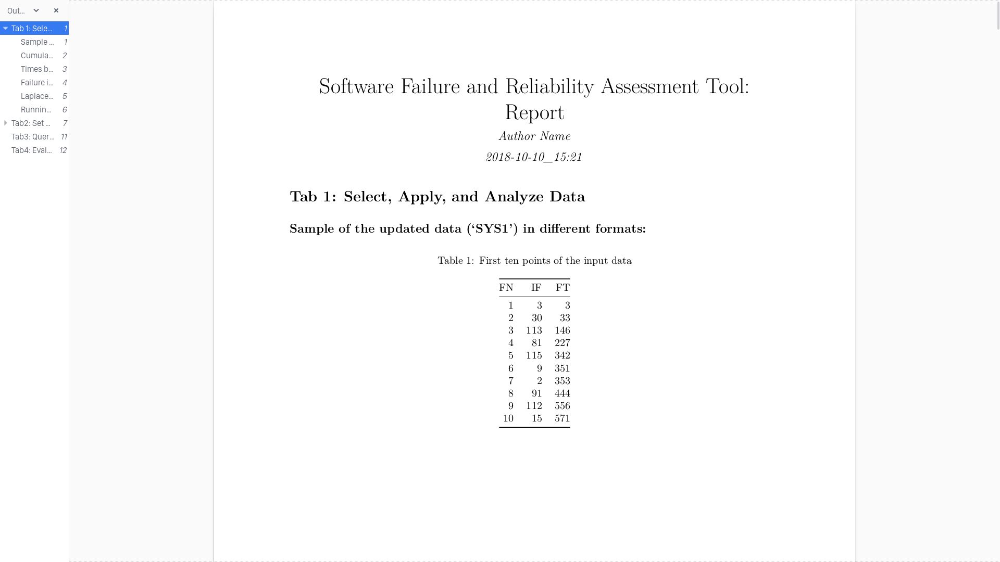 Out...
Tab 1: Sele... 1
Sample ... 1
Cumula... 2
Times b... 3
Failure i... 4
Laplace... 5
Runnin... 6
Tab2: Set ... 7
Tab3: Quer... 11
Tab4: Eval... 12
Software Failure and Reliability Assessment Tool:
Report
Author Name
2018-10-10_15:21
Tab 1: Select, Apply, and Analyze Data
Sample of the updated data (‘SYS1’) in different formats:
Table 1: First ten points of the input data
FN IF FT
1 3 3
2 30 33
3 113 146
4 81 227
5 115 342
6 9 351
7 2 353
8 91 444
9 112 556
10 15 571